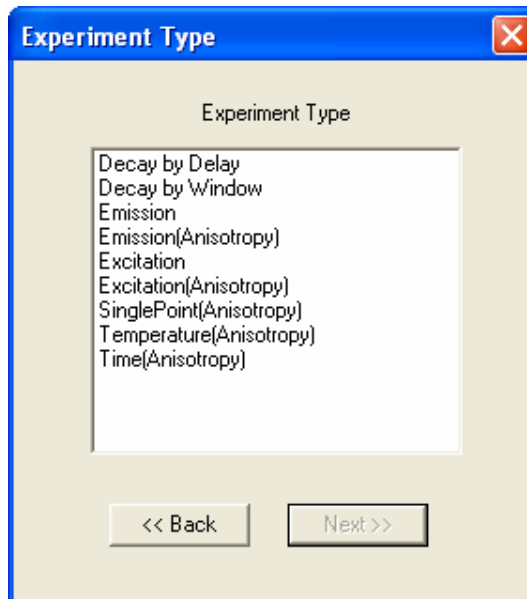 Experiment Type
Experiment Type
Decay by Delay
Decay by Window
Emission
Emission(Anisotropy)
Excitation
Excitation(Anisotropy)
SinglePoint(Anisotropy)
Temperature(Anisotropy)
Time(Anisotropy)
<< Back
Next >>